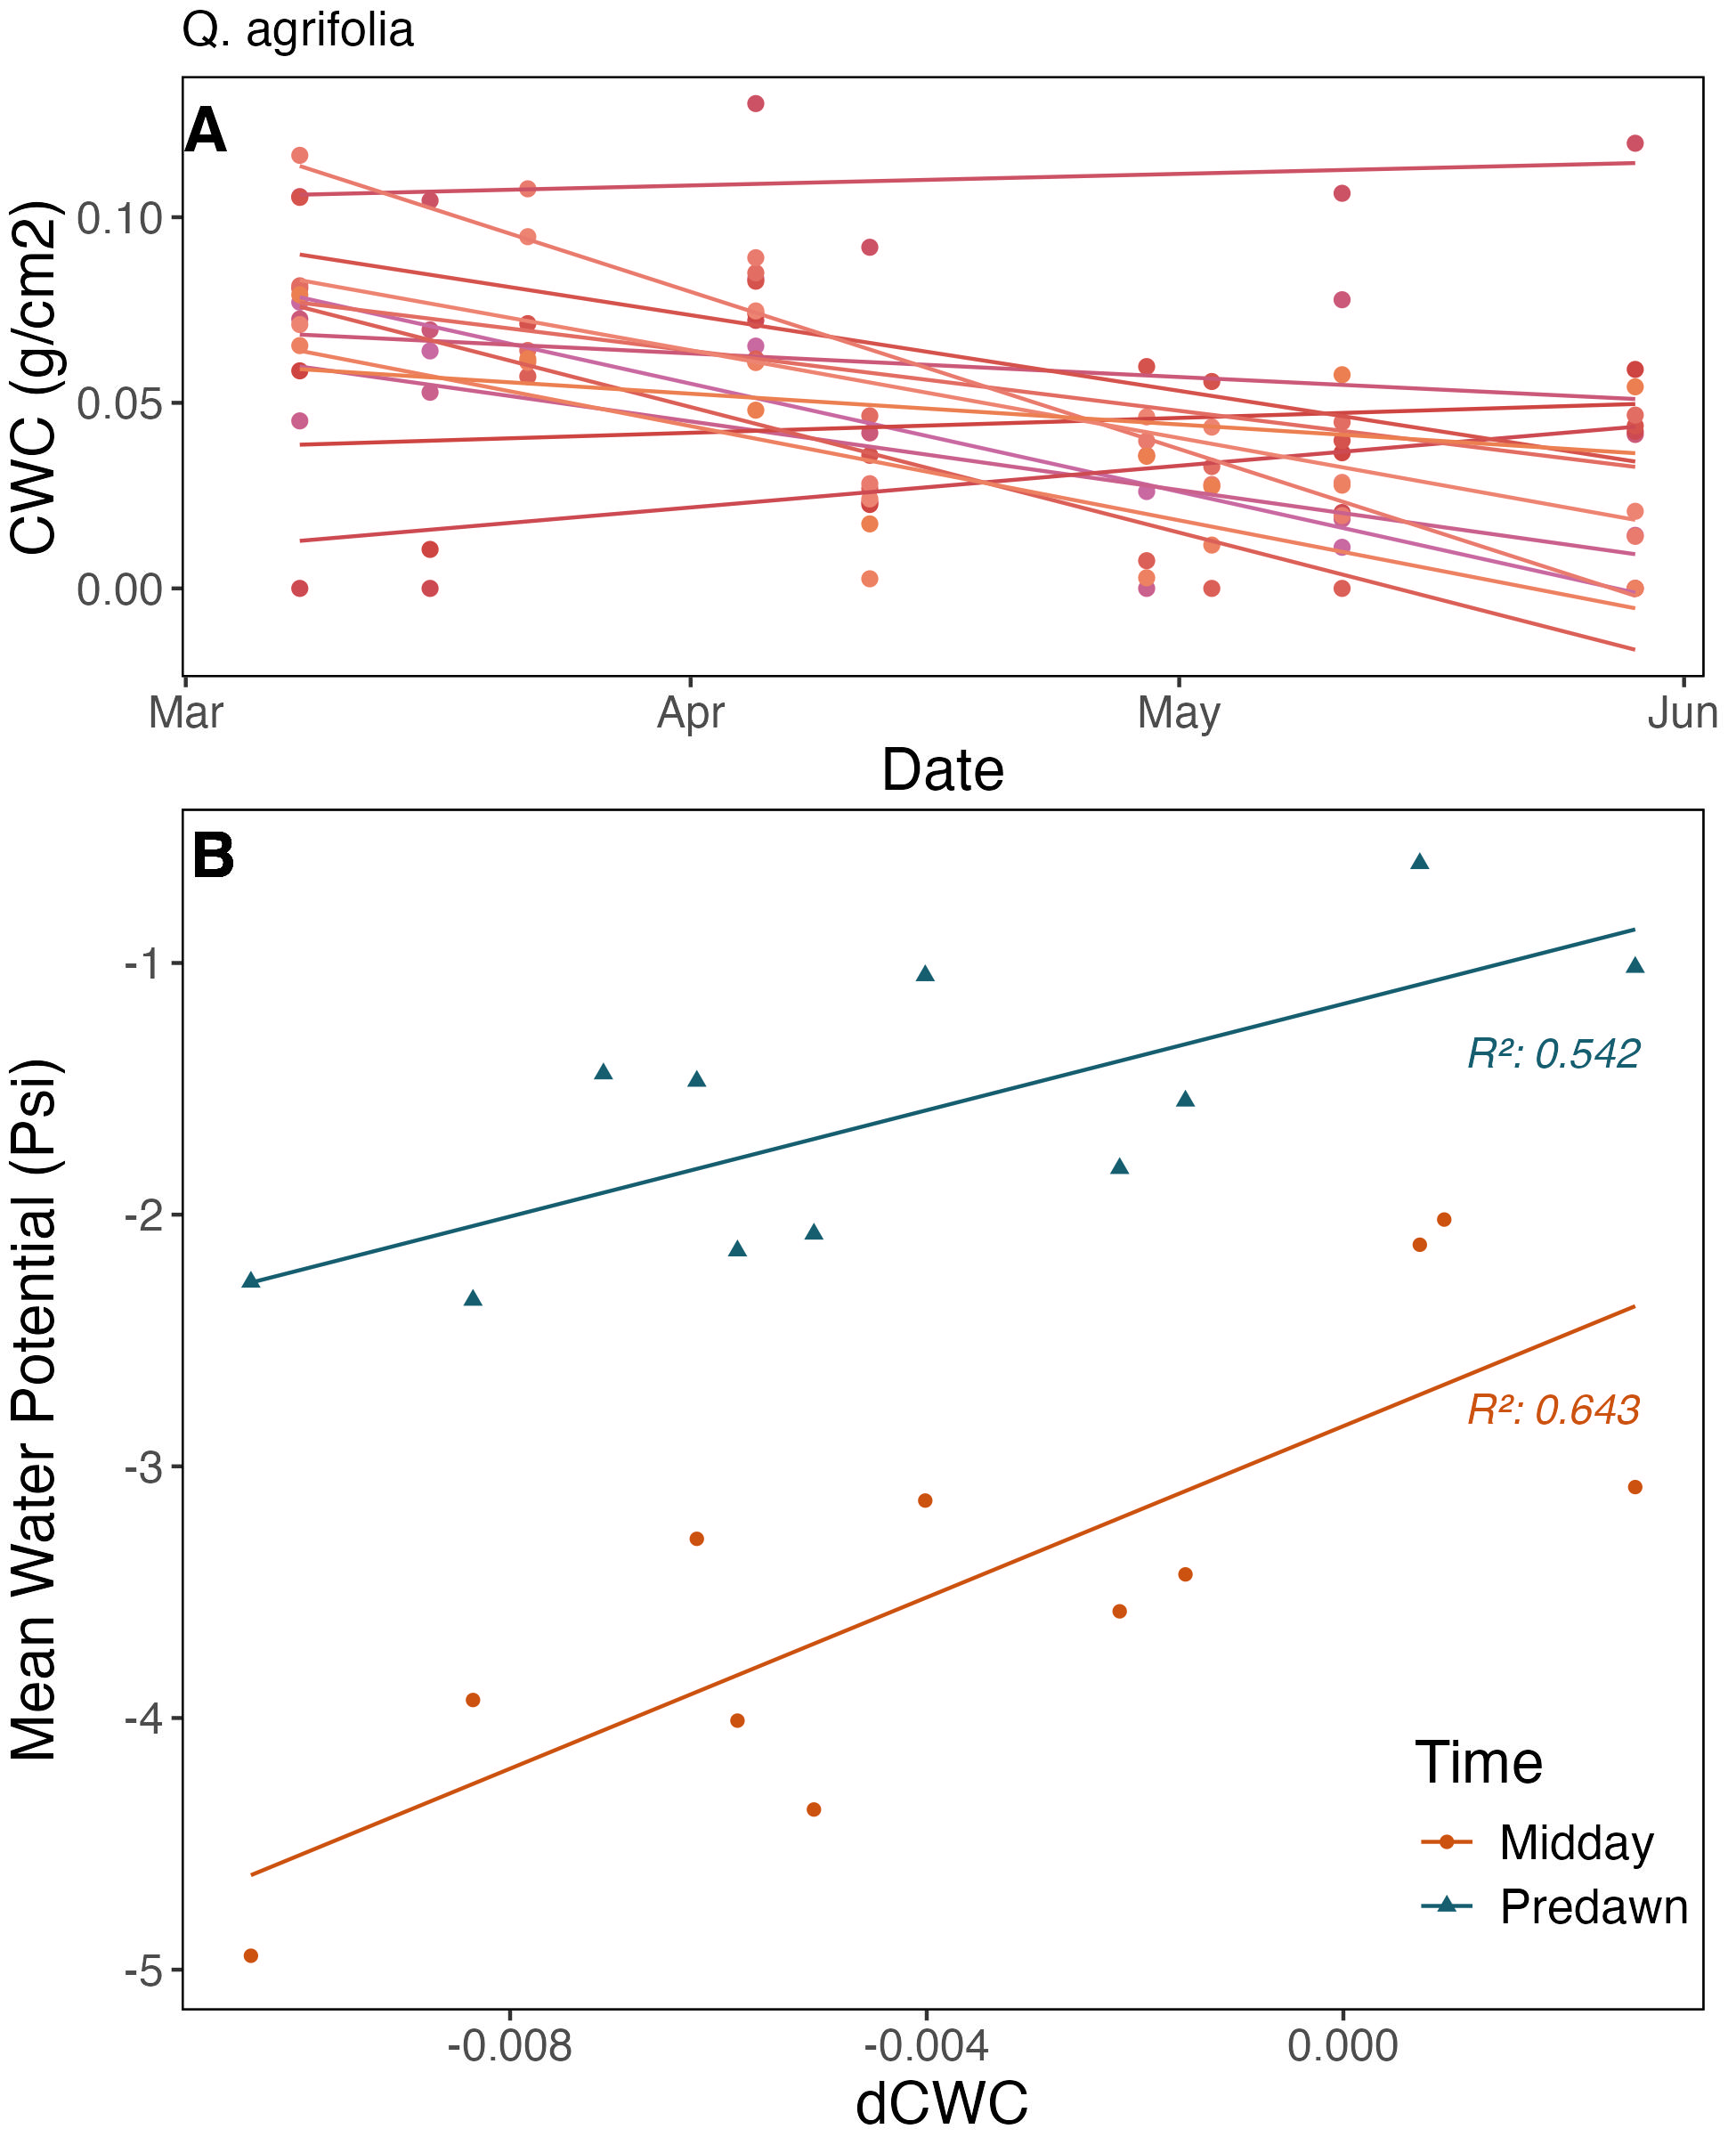 Q. agrifolia
A
CWC (g/cm2)
0.10
0.05
0.00
Mar
Apr
May
Jun
Date
B
Mean Water Potential (Psi)
-1
-2
-3
-4
-5
R²: 0.542
R²: 0.643
Time
Midday
Predawn
-0.008
-0.004
0.000
dCWC